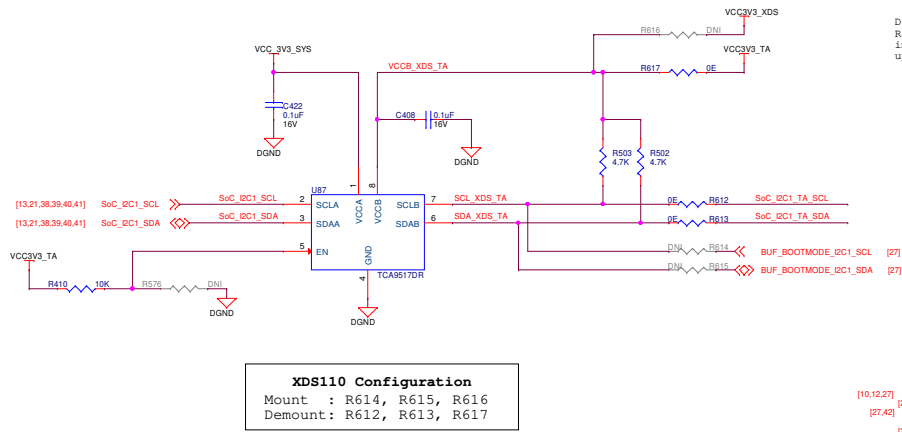 VCC3V3_XDS
R616 DNI
VCC_3V3_SYS
VCC3V3_TA
VCCB_XDS_TA
R617 0E
C422
0.1uF
16V
C408 0.1uF
16V
DGND
DGND
R503
4.7K
R502
4.7K
1
8
U87
VCCA
VCCB
[13,21,38,39,40,41] SoC_I2C1_SCL SoC_I2C1_SCL 2 SCLA SCLB 7 SCL_XDS_TA 0E R612 SoC_I2C1_TA_SCL
[13,21,38,39,40,41] SoC_I2C1_SDA SoC_I2C1_SDA 3 SDAA SDAB 6 SDA_XDS_TA 0E R613 SoC_I2C1_TA_SDA
5 EN
GND
DNI R614 BUF_BOOTMODE_I2C1_SCL [27]
DNI R615 BUF_BOOTMODE_I2C1_SDA [27]
VCC3V3_TA
4
TCA9517DR
R410 10K R576 DNI
DGND
DGND
XDS110 Configuration
Mount : R614, R615, R616
Demount: R612, R613, R617
[10,12,27]
[27,42]